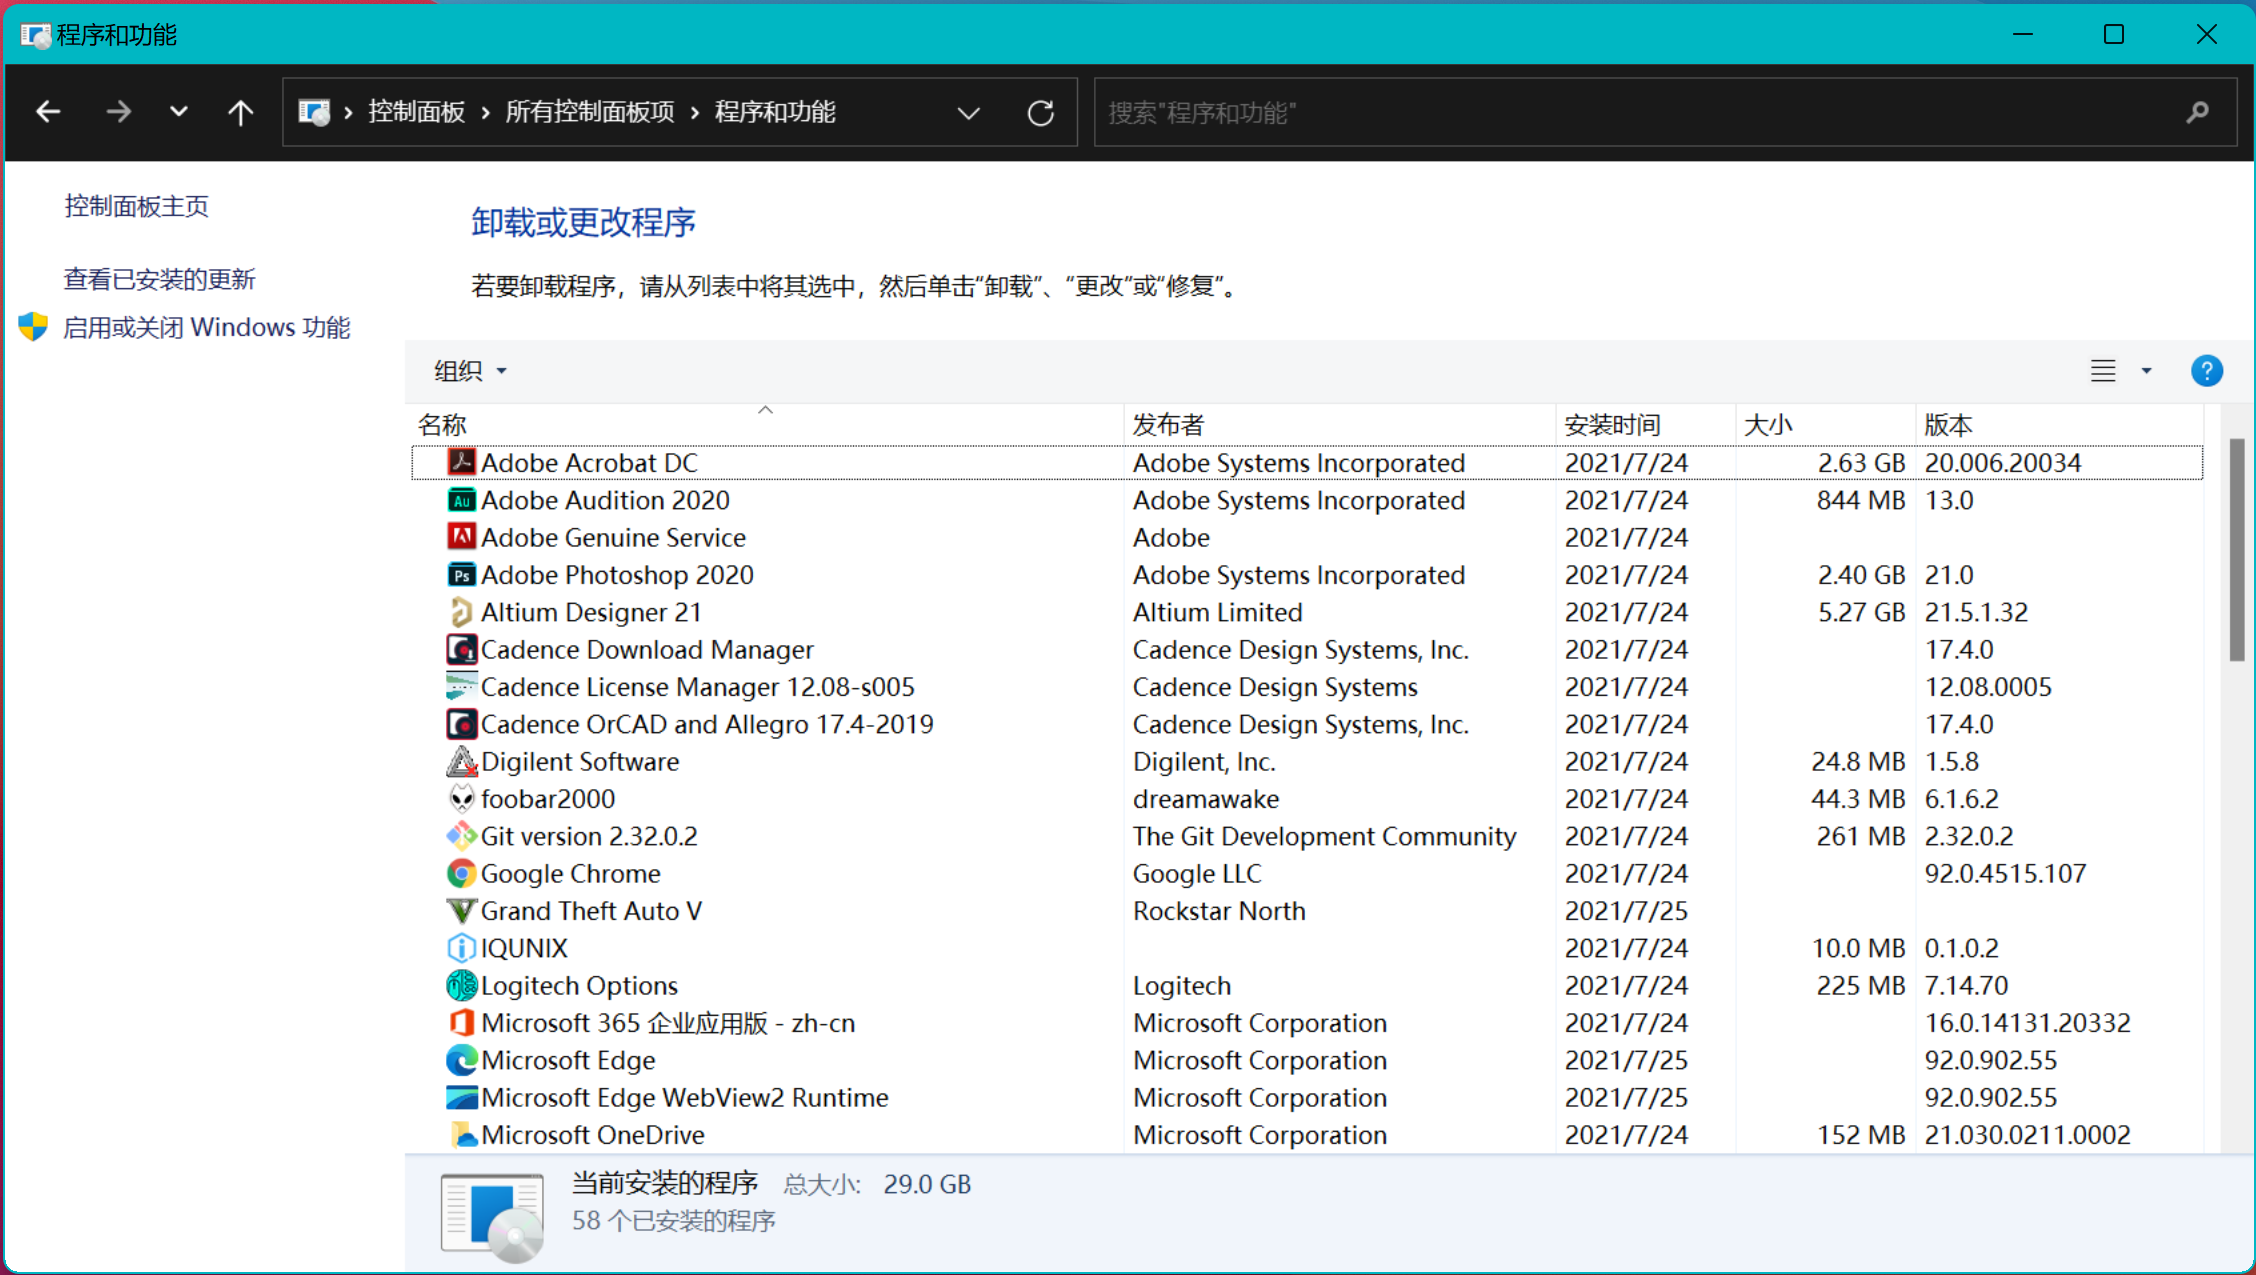 程序和功能
控制面板 › 所有控制面板项 › 程序和功能
搜索"程序和功能"
控制面板主页
查看已安装的更新
启用或关闭 Windows 功能
卸载或更改程序
若要卸载程序，请从列表中将其选中，然后单击“卸载”、“更改”或“修复”。
组织
名称 发布者 安装时间 大小 版本
Adobe Acrobat DC Adobe Systems Incorporated 2021/7/24 2.63 GB 20.006.20034
Au Adobe Audition 2020 Adobe Systems Incorporated 2021/7/24 844 MB 13.0
Adobe Genuine Service Adobe 2021/7/24
Ps Adobe Photoshop 2020 Adobe Systems Incorporated 2021/7/24 2.40 GB 21.0
Altium Designer 21 Altium Limited 2021/7/24 5.27 GB 21.5.1.32
Cadence Download Manager Cadence Design Systems, Inc. 2021/7/24 17.4.0
Cadence License Manager 12.08-s005 Cadence Design Systems 2021/7/24 12.08.0005
Cadence OrCAD and Allegro 17.4-2019 Cadence Design Systems, Inc. 2021/7/24 17.4.0
Digilent Software Digilent, Inc. 2021/7/24 24.8 MB 1.5.8
foobar2000 dreamawake 2021/7/24 44.3 MB 6.1.6.2
Git version 2.32.0.2 The Git Development Community 2021/7/24 261 MB 2.32.0.2
Google Chrome Google LLC 2021/7/24 92.0.4515.107
Grand Theft Auto V Rockstar North 2021/7/25
IQUNIX 2021/7/24 10.0 MB 0.1.0.2
Logitech Options Logitech 2021/7/24 225 MB 7.14.70
Microsoft 365 企业应用版 - zh-cn Microsoft Corporation 2021/7/24 16.0.14131.20332
Microsoft Edge Microsoft Corporation 2021/7/25 92.0.902.55
Microsoft Edge WebView2 Runtime Microsoft Corporation 2021/7/25 92.0.902.55
Microsoft OneDrive Microsoft Corporation 2021/7/24 152 MB 21.030.0211.0002
当前安装的程序 总大小: 29.0 GB
58 个已安装的程序